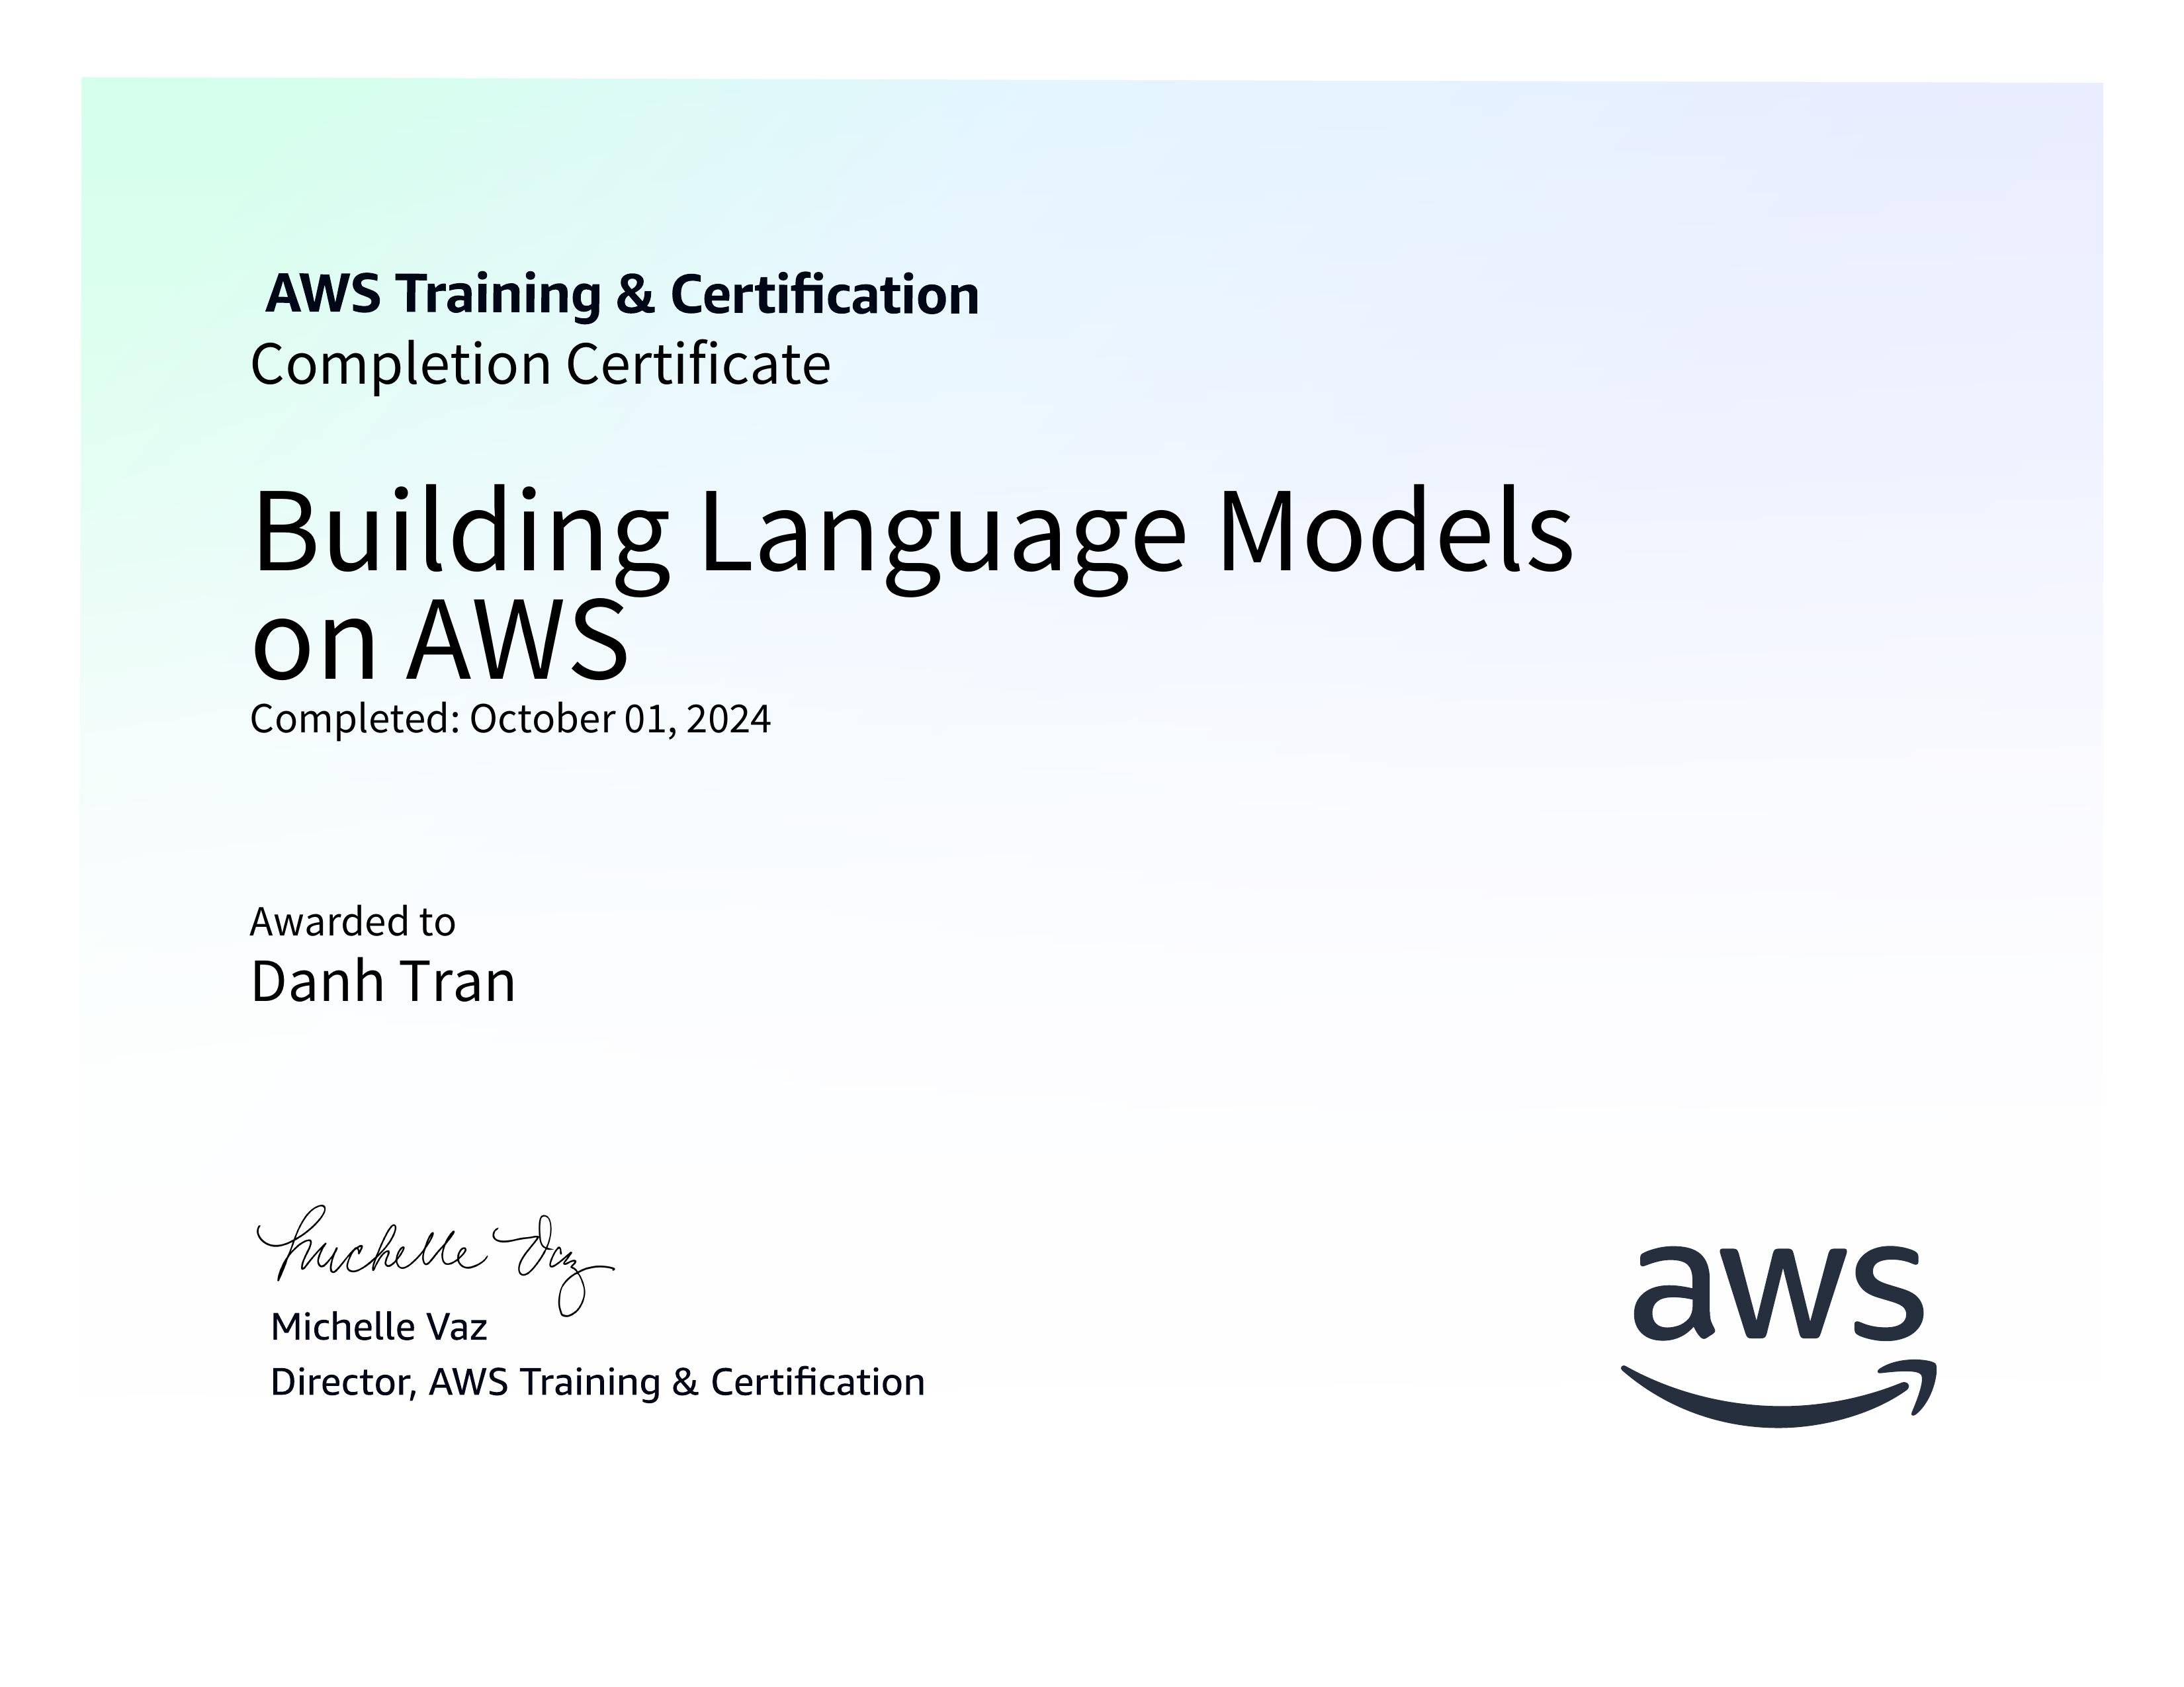 AWS Training & Certification
Completion Certificate
Building Language Models
on AWS
Completed: October 01, 2024
Awarded to
Danh Tran
Michelle Vaz
Michelle Vaz
Director, AWS Training & Certification
aws